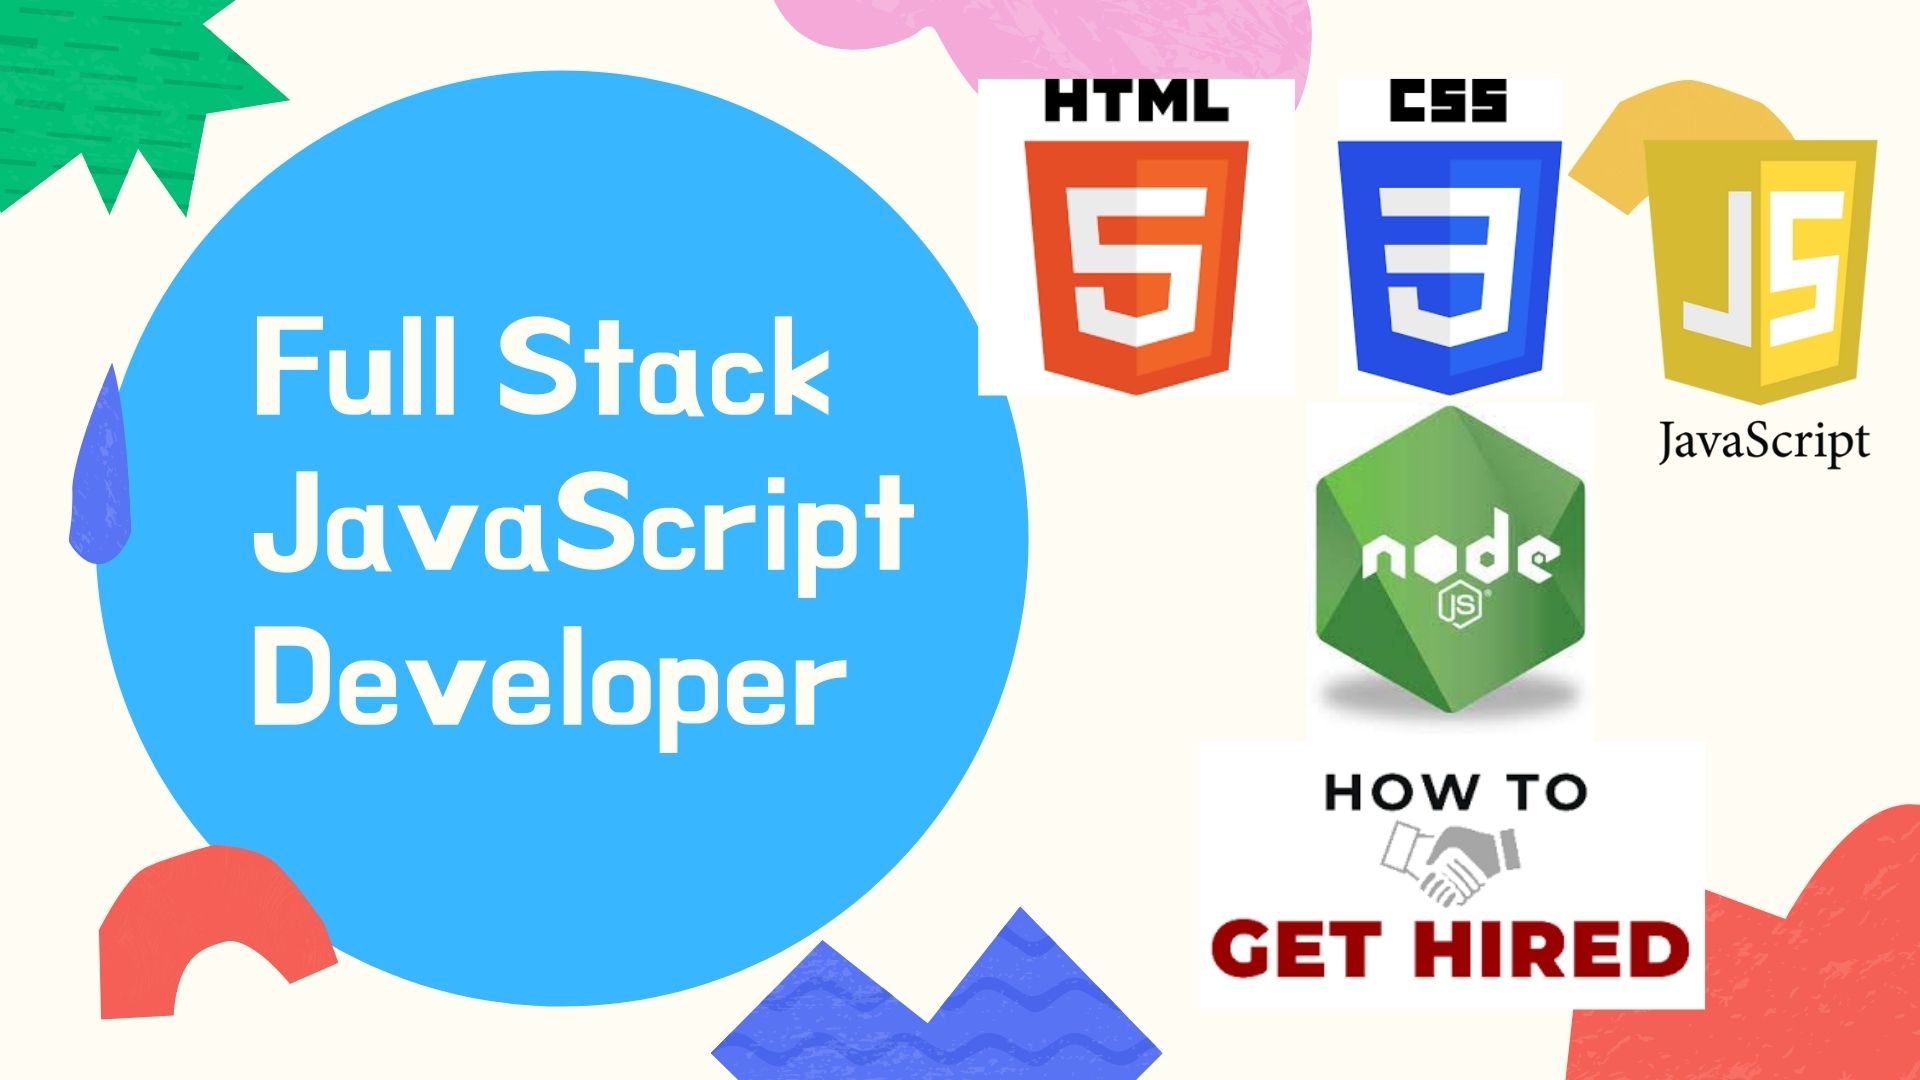 Full Stack
JavaScript
Developer
HTML
5
CSS
3
JS
JavaScript
node
JS
®
HOW TO
GET HIRED